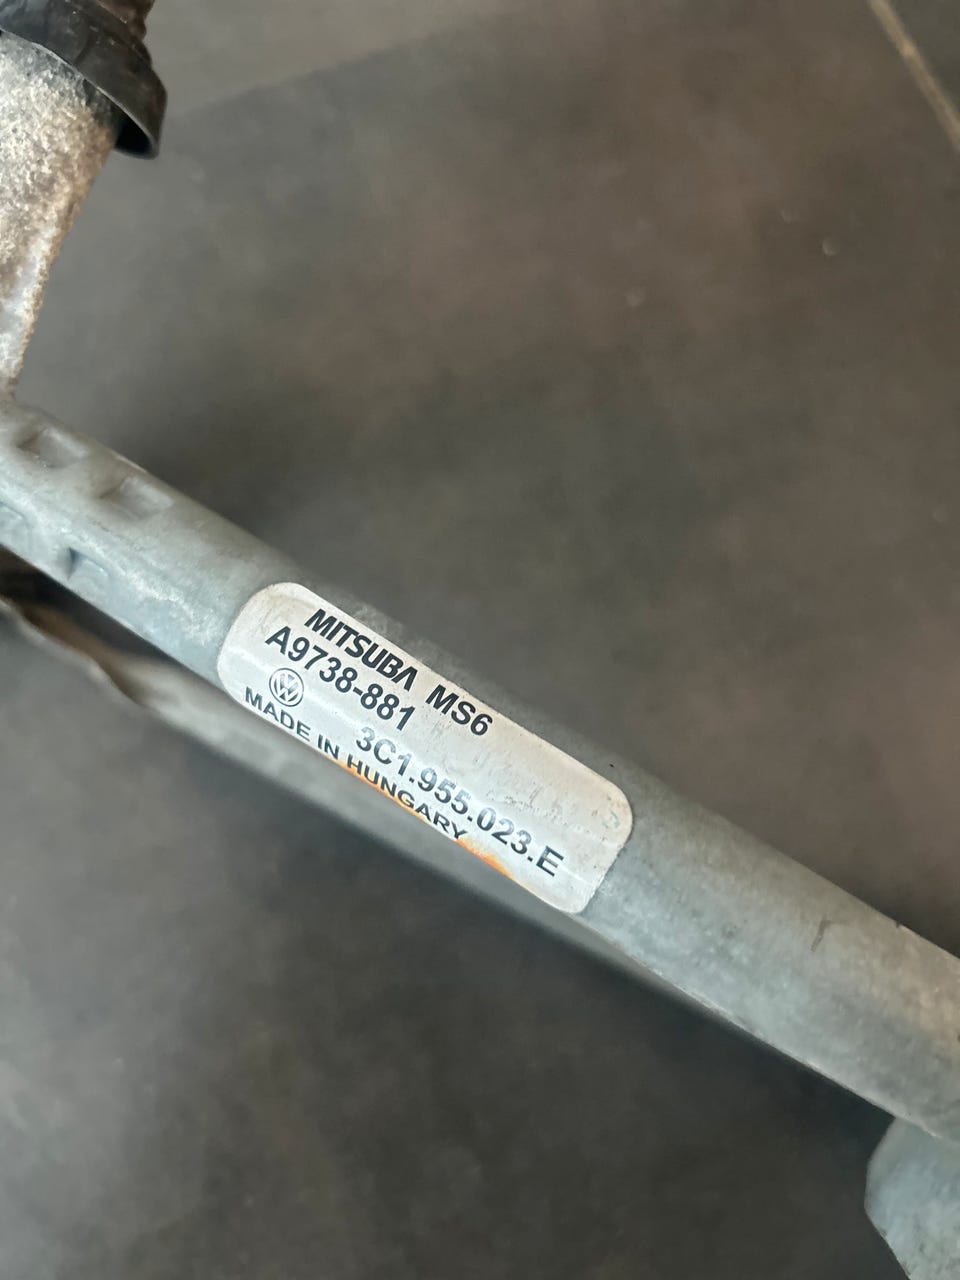 MITSUBA MS6
A9738-881
3C1.955.023.E
MADE IN HUNGARY